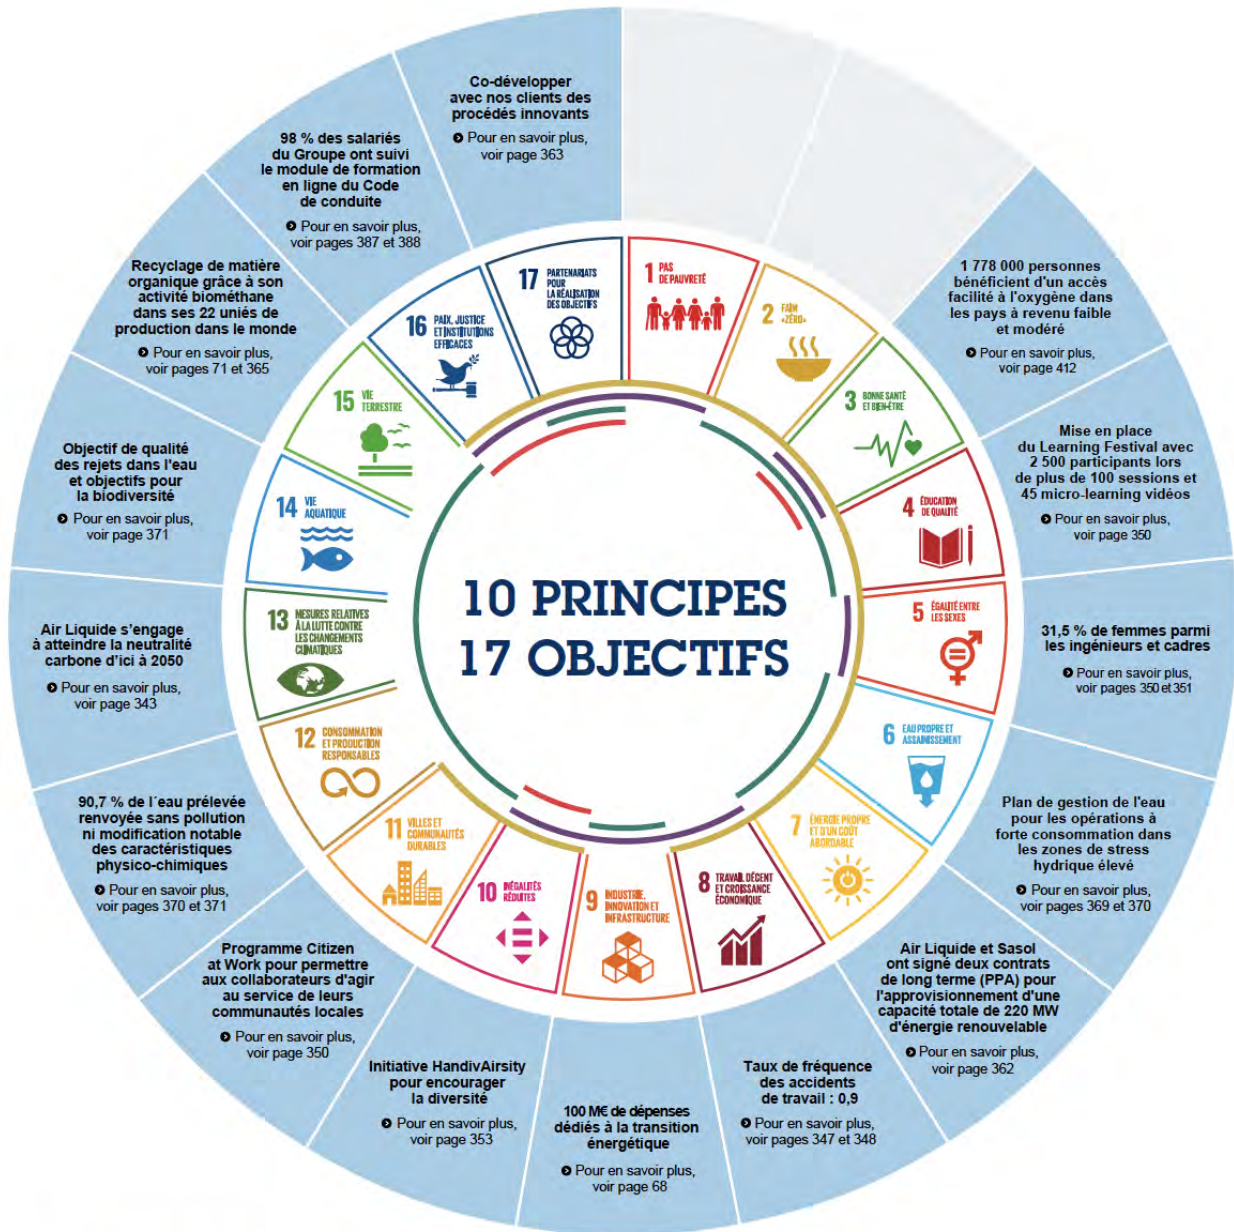 10 PRINCIPES
17 OBJECTIFS
1 PAS
DE PAUVRETÉ
2 FAIM
«ZÉRO»
3 BONNE SANTÉ
ET BIEN-ÊTRE
1 778 000 personnes
bénéficient d'un accès
facilité à l'oxygène dans
les pays à revenu faible
et modéré
Pour en savoir plus,
voir page 412
4 ÉDUCATION
DE QUALITÉ
Mise en place
du Learning Festival avec
2 500 participants lors
de plus de 100 sessions et
45 micro-learning vidéos
Pour en savoir plus,
voir page 350
5 ÉGALITÉ ENTRE
LES SEXES
31,5 % de femmes parmi
les ingénieurs et cadres
Pour en savoir plus,
voir pages 350 et 351
6 EAU PROPRE ET
ASSAINISSEMENT
Plan de gestion de l'eau
pour les opérations à
forte consommation dans
les zones de stress
hydrique élevé
Pour en savoir plus,
voir pages 369 et 370
7 ÉNERGIE PROPRE
ET D'UN COÛT
ABORDABLE
Air Liquide et Sasol
ont signé deux contrats
de long terme (PPA) pour
l'approvisionnement d'une
capacité totale de 220 MW
d'énergie renouvelable
Pour en savoir plus,
voir page 362
8 TRAVAIL DÉCENT
ET CROISSANCE
ÉCONOMIQUE
Taux de fréquence
des accidents
de travail : 0,9
Pour en savoir plus,
voir pages 347 et 348
9 INDUSTRIE,
INNOVATION ET
INFRASTRUCTURE
100 M€ de dépenses
dédiés à la transition
énergétique
Pour en savoir plus,
voir page 68
10 INÉGALITÉS
RÉDUITES
Initiative HandivAirsity
pour encourager
la diversité
Pour en savoir plus,
voir page 353
11 VILLES ET
COMMUNAUTÉS
DURABLES
Programme Citizen
at Work pour permettre
aux collaborateurs d'agir
au service de leurs
communautés locales
Pour en savoir plus,
voir page 350
12 CONSOMMATION
ET PRODUCTION
RESPONSABLES
90,7 % de l'eau prélevée
renvoyée sans pollution
ni modification notable
des caractéristiques
physico-chimiques
Pour en savoir plus,
voir pages 370 et 371
13 MESURES RELATIVES
À LA LUTTE CONTRE
LES CHANGEMENTS
CLIMATIQUES
Air Liquide s'engage
à atteindre la neutralité
carbone d'ici à 2050
Pour en savoir plus,
voir page 343
14 VIE
AQUATIQUE
Objectif de qualité
des rejets dans l'eau
et objectifs pour
la biodiversité
Pour en savoir plus,
voir page 371
15 VIE
TERRESTRE
Recyclage de matière
organique grâce à son
activité biométhane
dans ses 22 uniés de
production dans le monde
Pour en savoir plus,
voir pages 71 et 365
16 PAIX, JUSTICE
ET INSTITUTIONS
EFFICACES
98 % des salariés
du Groupe ont suivi
le module de formation
en ligne du Code
de conduite
Pour en savoir plus,
voir pages 387 et 388
17 PARTENARIATS
POUR
LA RÉALISATION
DES OBJECTIFS
Co-développer
avec nos clients des
procédés innovants
Pour en savoir plus,
voir page 363